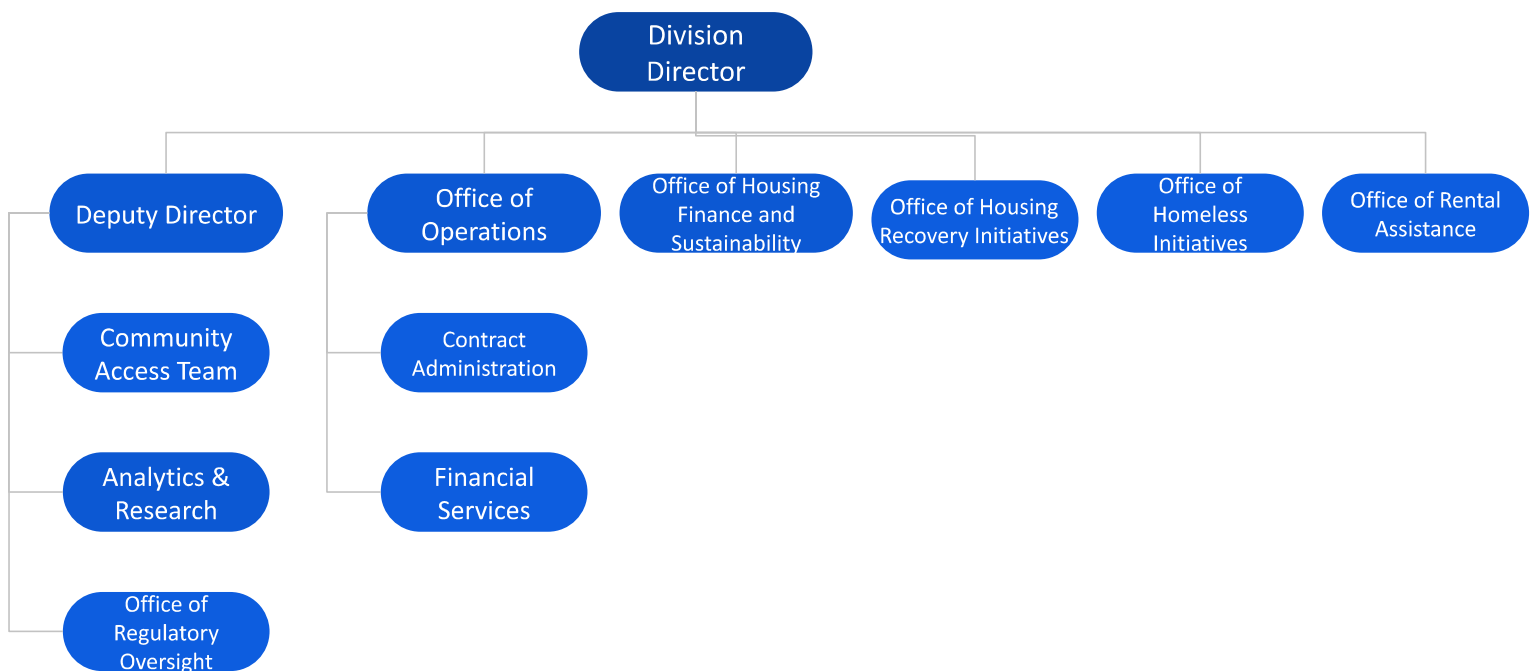 Division
Director
Deputy Director
Office of
Operations
Office of Housing
Finance and
Sustainability
Office of Housing
Recovery Initiatives
Office of
Homeless
Initiatives
Office of Rental
Assistance
Community
Access Team
Contract
Administration
Analytics &
Research
Financial
Services
Office of
Regulatory
Oversight